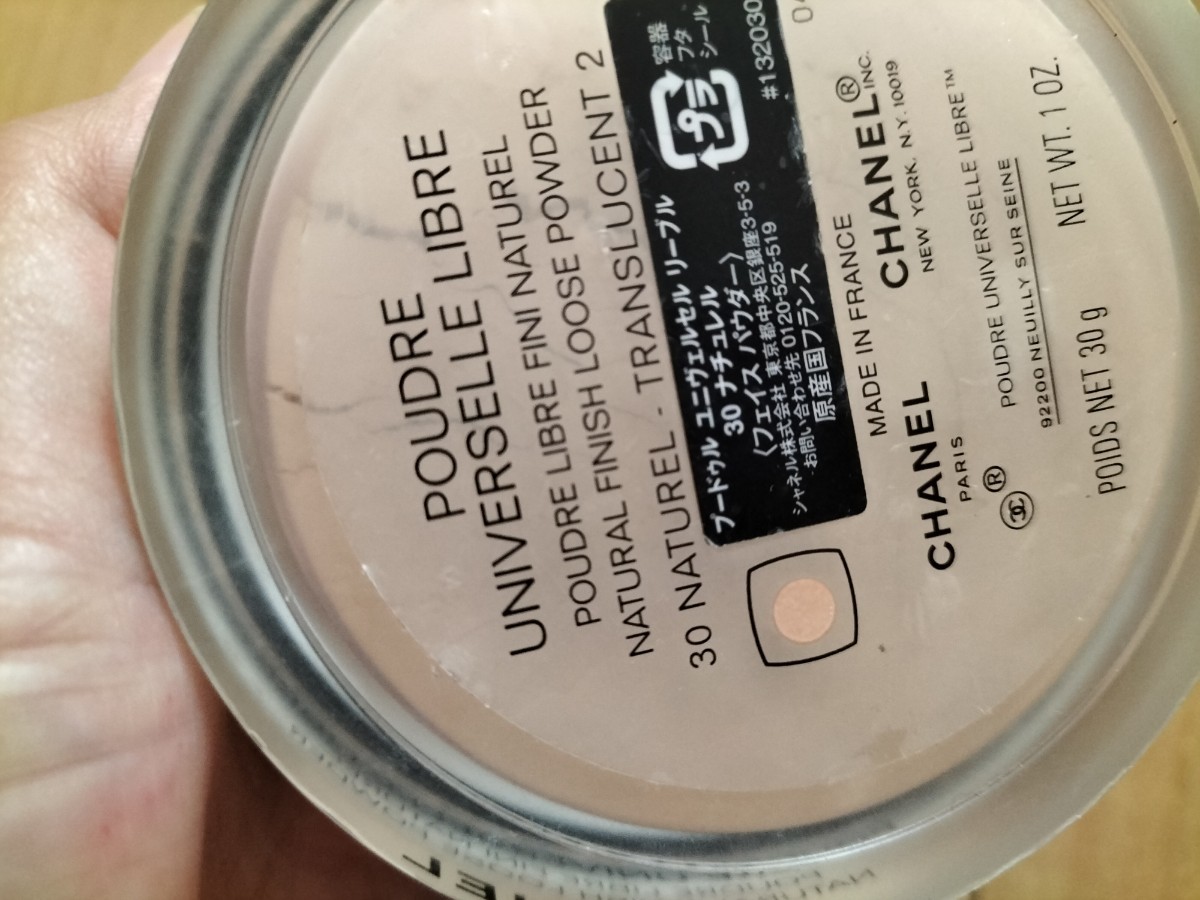 POUDRE
UNIVERSELLE LIBRE
POUDRE LIBRE FINI NATUREL
NATURAL FINISH LOOSE POWDER
30 NATUREL - TRANSLUCENT 2
プードゥル ユニヴェルセル リーブル
30 ナチュレル
〈フェイス パウダー〉
シャネル株式会社 東京都中央区銀座3-5-3
お問い合わせ先 0120-525-519
原産国フランス
プラ
容器
フタ
シール
#132030
MADE IN FRANCE
CHANEL
PARIS
CHANEL® INC.
NEW YORK. N.Y. 10019
®
POUDRE UNIVERSELLE LIBRE™
92200 NEUILLY SUR SEINE
POIDS NET 30 g
NET WT. 1 OZ.